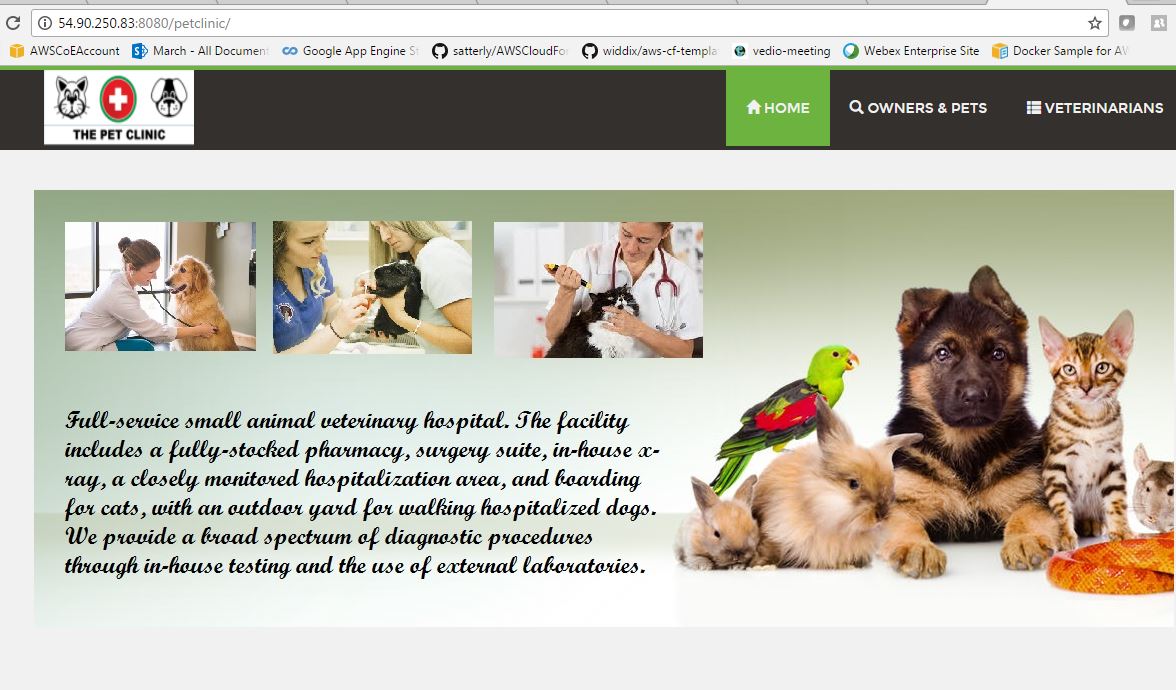 54.90.250.83:8080/petclinic/
AWSCoEAccount
March - All Document
Google App Engine
satterly/AWSCloudFo
widdix/aws-cf-templa
vedio-meeting
Webex Enterprise Site
Docker Sample for
THE PET CLINIC
HOME
OWNERS & PETS
VETERINARIANS
Full-service small animal veterinary hospital. The facility
includes a fully-stocked pharmacy, surgery suite, in-house x-
ray, a closely monitored hospitalization area, and boarding
for cats, with an outdoor yard for walking hospitalized dogs.
We provide a broad spectrum of diagnostic procedures
through in-house testing and the use of external laboratories.